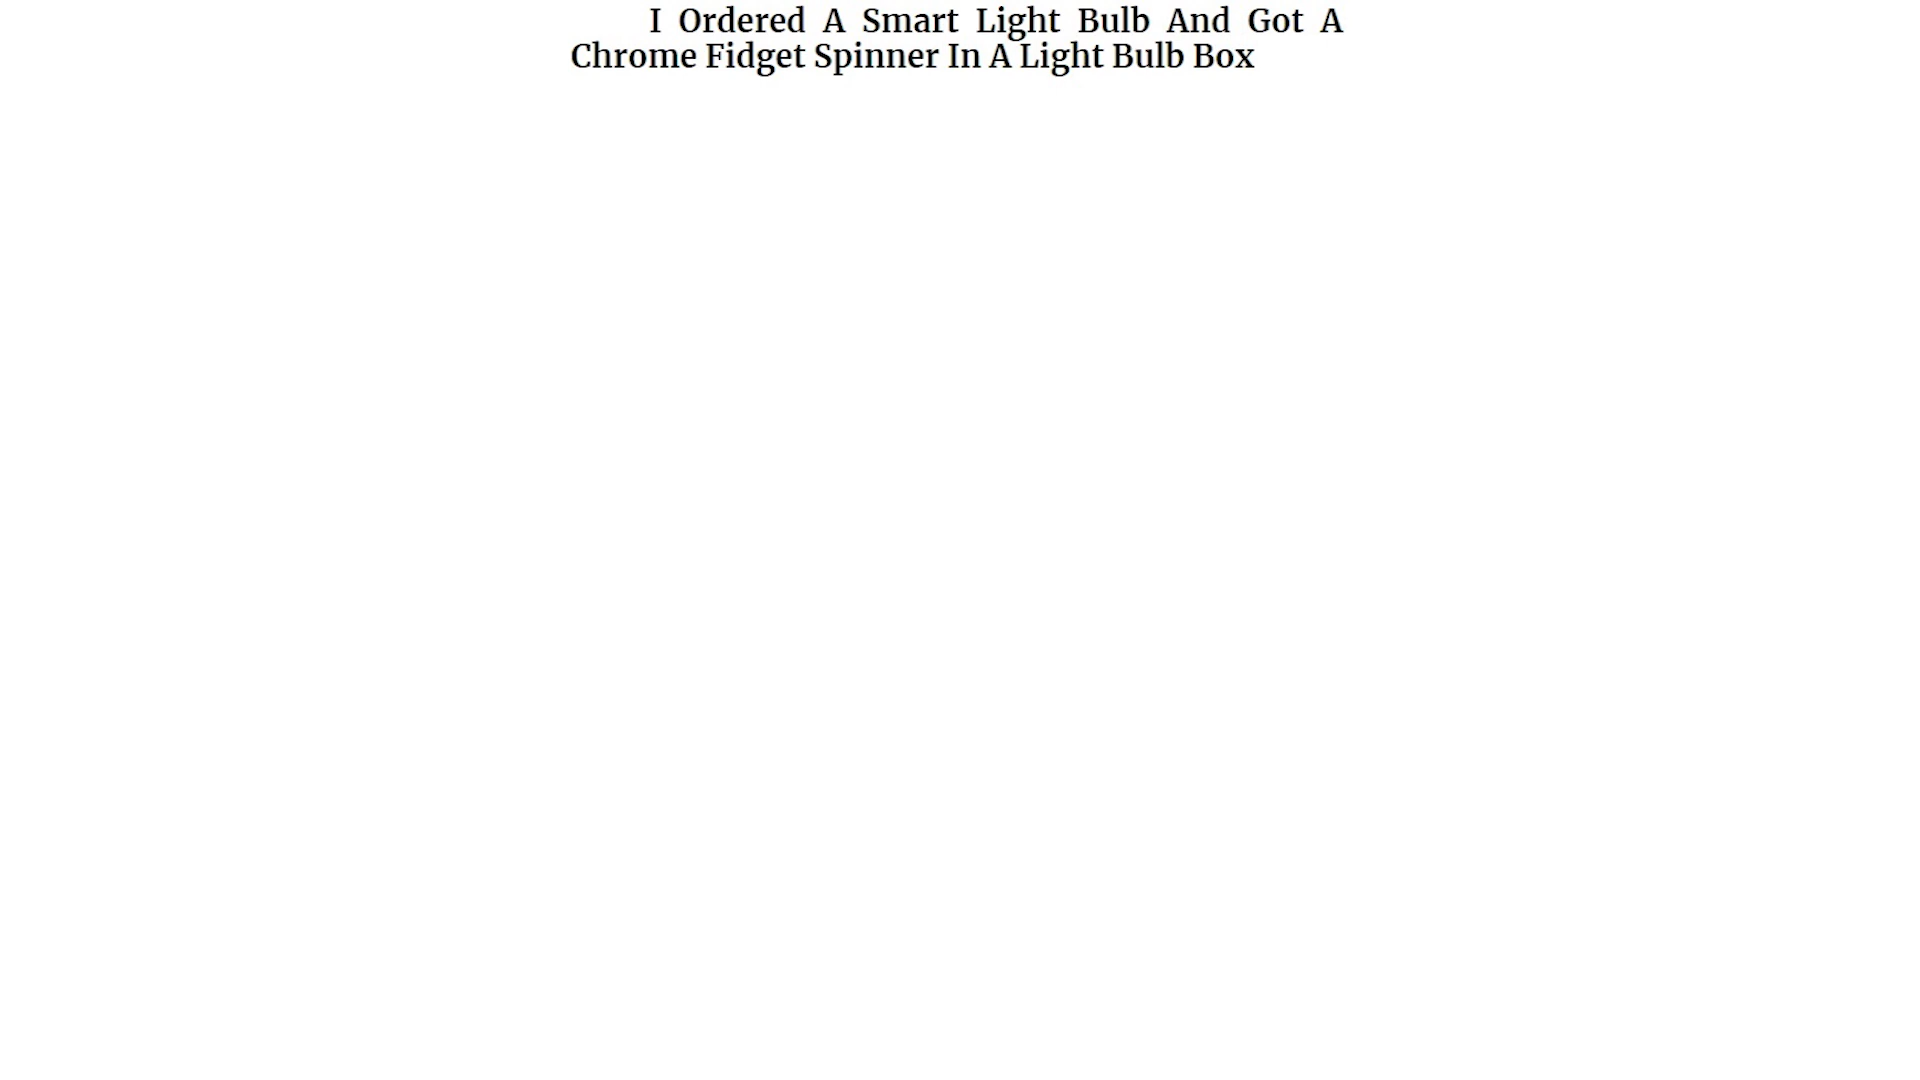 I Ordered A Smart Light Bulb And Got A
Chrome Fidget Spinner In A Light Bulb Box